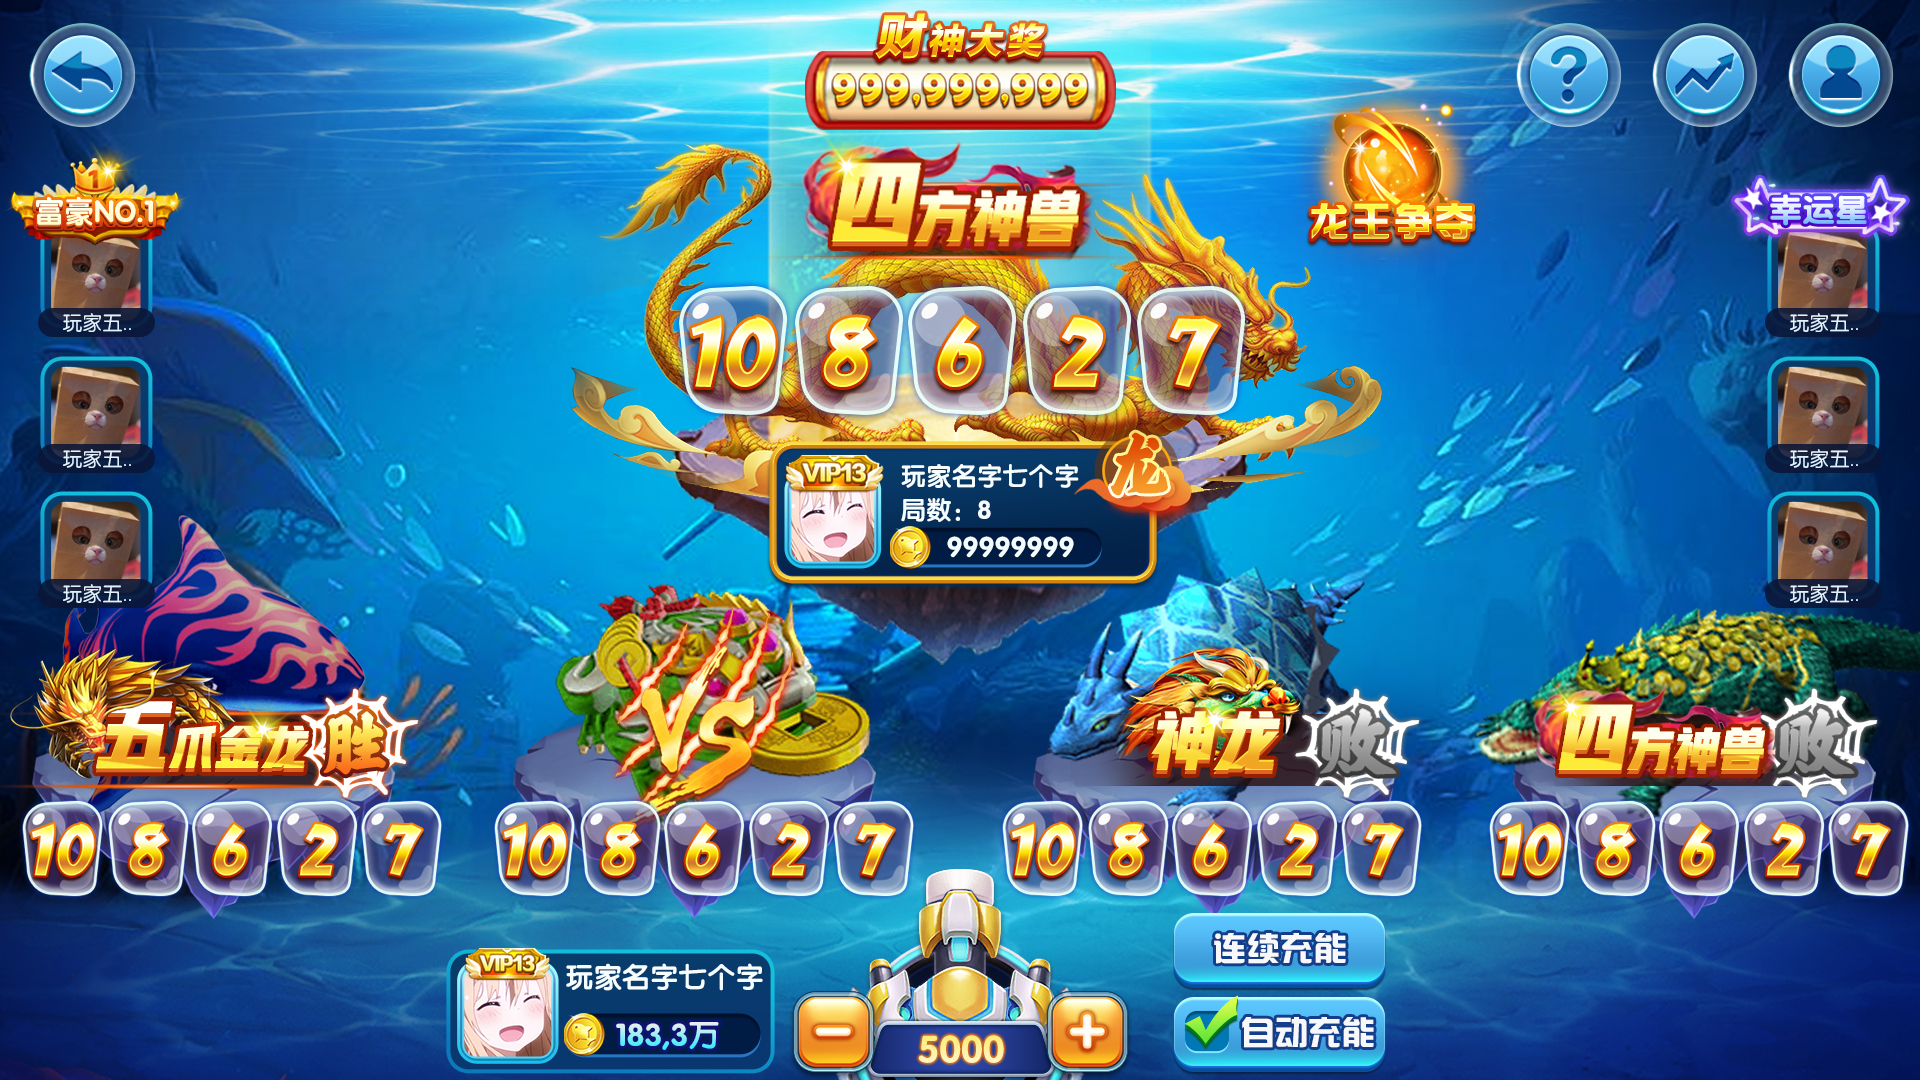 财神大奖
999,999,999
四方神兽
龙王争夺
1
富豪NO.1
幸运星
玩家五..
玩家五..
玩家五..
玩家五..
玩家五..
玩家五..
10 8 6 2 7
VIP13
玩家名字七个字
龙
局数：8
99999999
五爪金龙 胜
VS
神龙 败
四方神兽 败
10 8 6 2 7
10 8 6 2 7
10 8 6 2 7
10 8 6 2 7
VIP13
玩家名字七个字
183,3万
5000
连续充能
自动充能